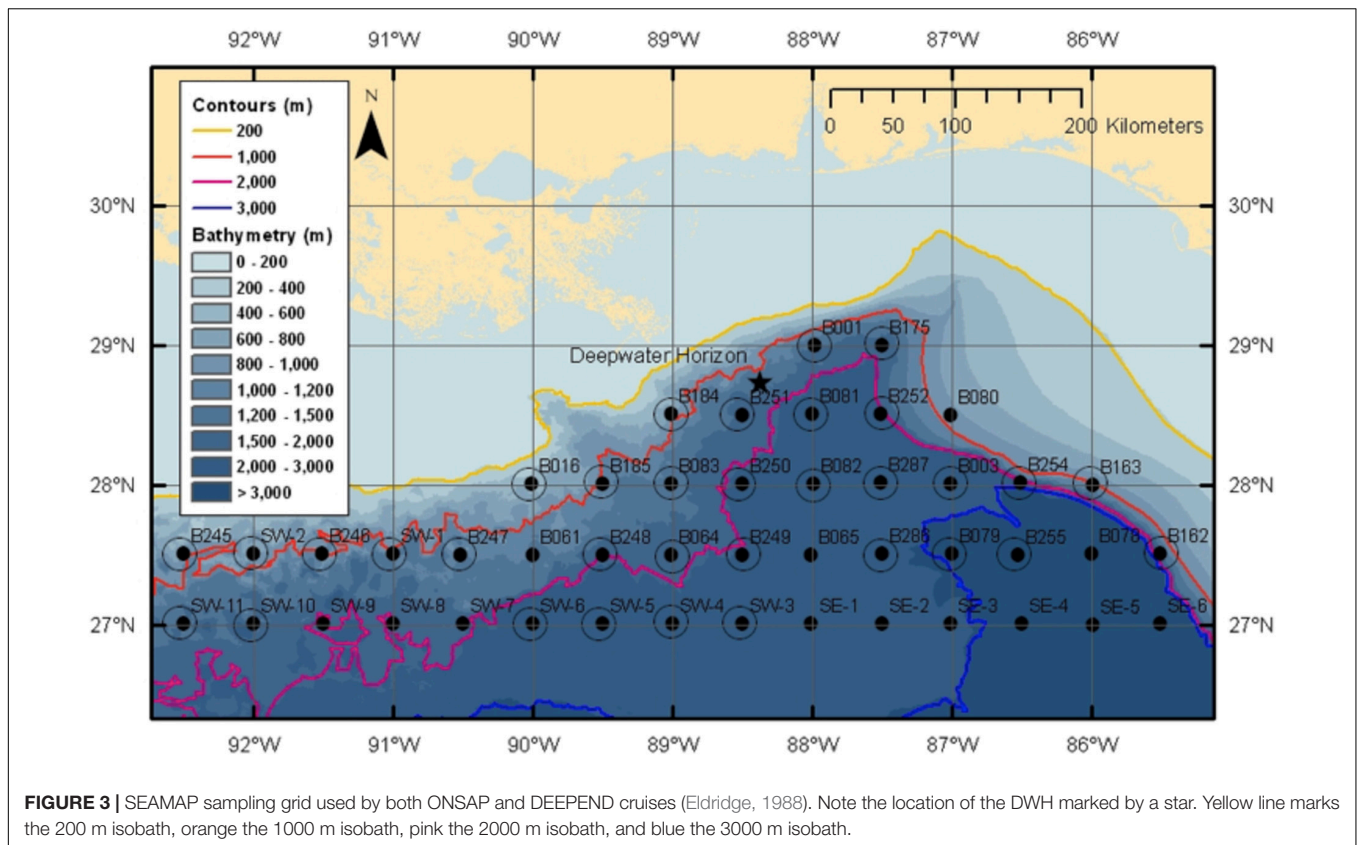 92°W 91°W 90°W 89°W 88°W 87°W 86°W
Contours (m)
200
1,000
2,000
3,000
Bathymetry (m)
0 - 200
200 - 400
400 - 600
600 - 800
800 - 1,000
1,000 - 1,200
1,200 - 1,500
1,500 - 2,000
2,000 - 3,000
> 3,000
N
0 50 100 200 Kilometers
30°N 30°N
B001 B175
29°N 29°N
Deepwater Horizon
B184 B251 B081 B252 B080
B016 B185 B083 B250 B082 B287 B003 B254 B163
28°N 28°N
B245 SW-2 B246 SW-1 B247 B061 B248 B064 B249 B065 B286 B079 B255 B078 B162
SW-11 SW-10 SW-9 SW-8 SW-7 SW-6 SW-5 SW-4 SW-3 SE-1 SE-2 SE-3 SE-4 SE-5 SE-6
27°N 27°N
92°W 91°W 90°W 89°W 88°W 87°W 86°W
FIGURE 3 | SEAMAP sampling grid used by both ONSAP and DEEPEND cruises (Eldridge, 1988). Note the location of the DWH marked by a star. Yellow line marks
the 200 m isobath, orange the 1000 m isobath, pink the 2000 m isobath, and blue the 3000 m isobath.